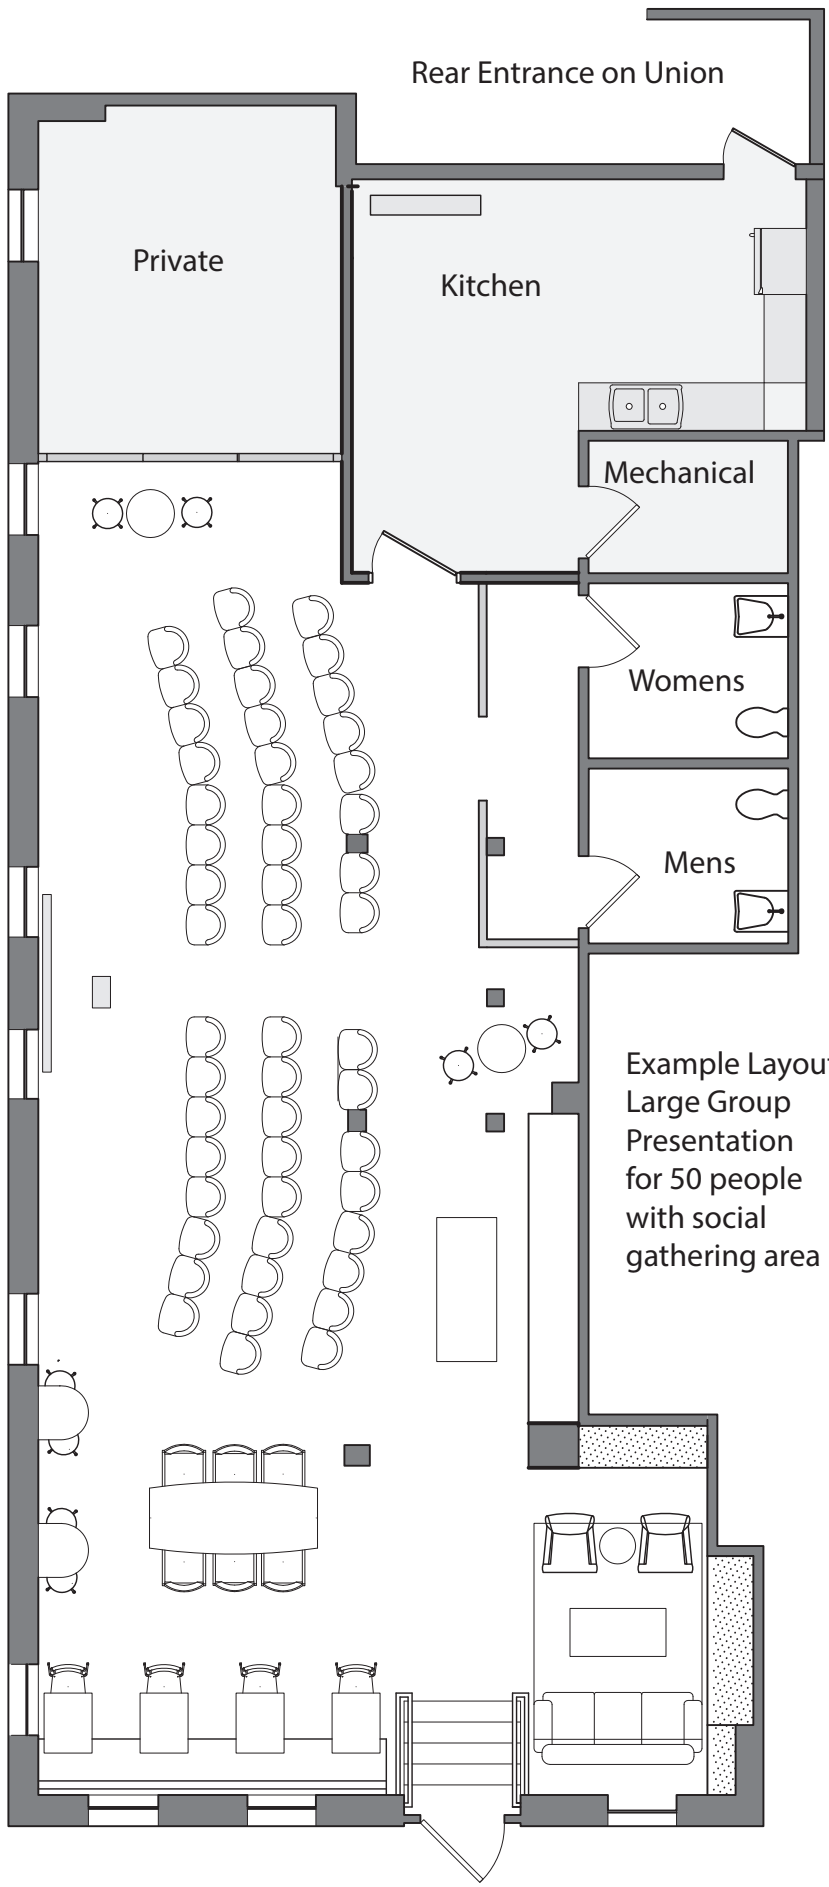 Rear Entrance on Union
Private
Kitchen
Mechanical
Womens
Mens
Example Layout
Large Group
Presentation
for 50 people
with social
gathering area